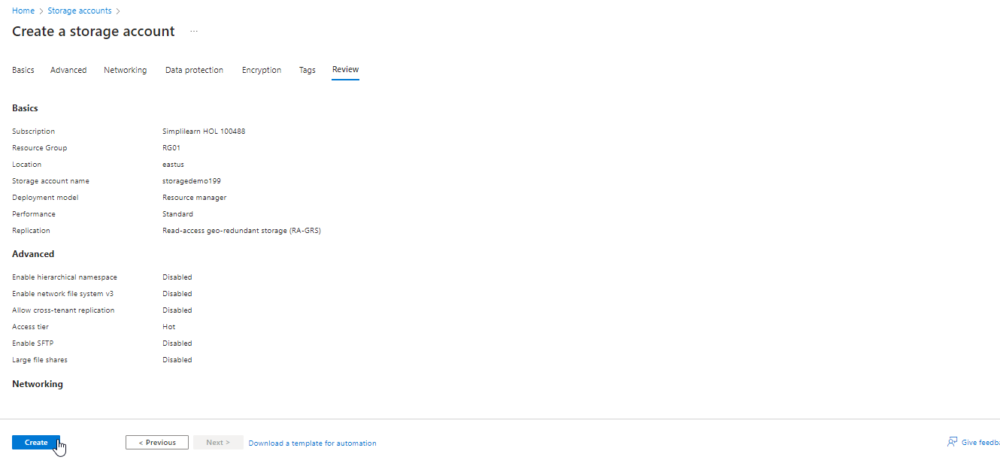 Home > Storage accounts >
Create a storage account ...
Basics Advanced Networking Data protection Encryption Tags Review
Basics
Subscription Simplilearn HOL 100488
Resource Group RG01
Location eastus
Storage account name storagedemo199
Deployment model Resource manager
Performance Standard
Replication Read-access geo-redundant storage (RA-GRS)
Advanced
Enable hierarchical namespace Disabled
Enable network file system v3 Disabled
Allow cross-tenant replication Disabled
Access tier Hot
Enable SFTP Disabled
Large file shares Disabled
Networking
Create < Previous Next > Download a template for automation Give feedba